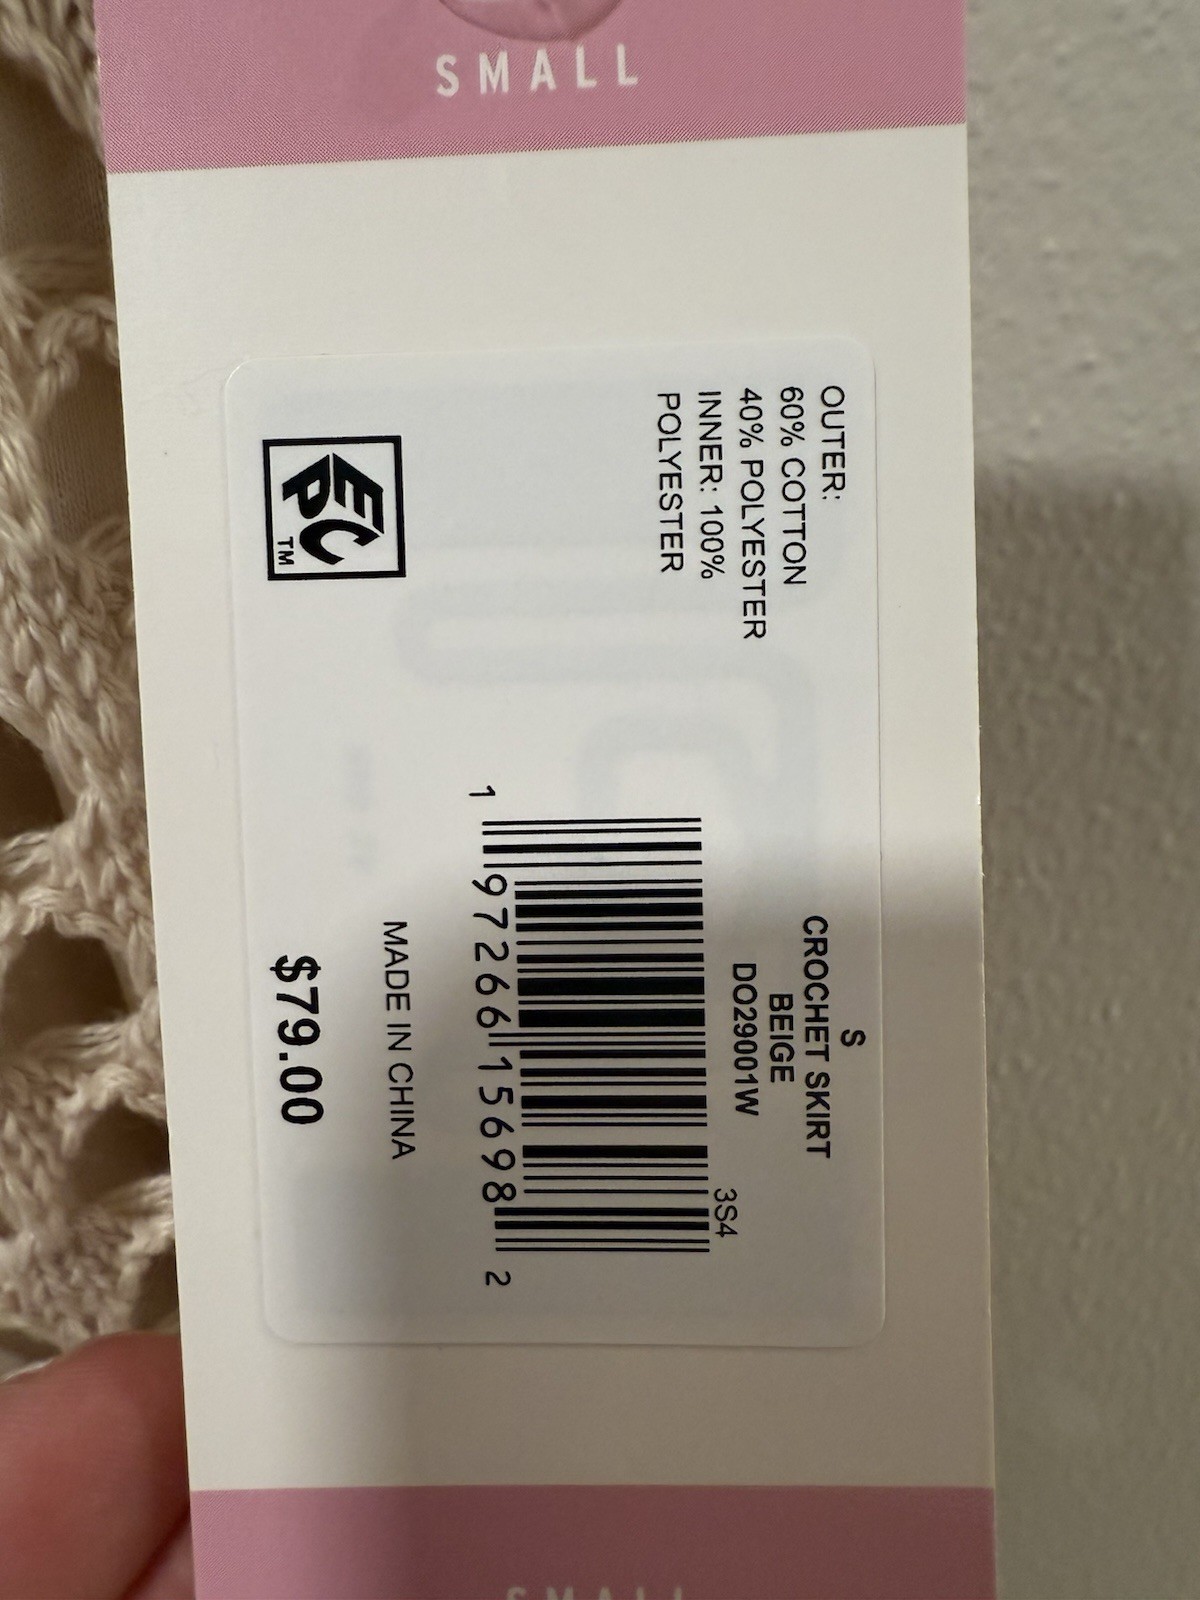 SMALL
OUTER:
60% COTTON
40% POLYESTER
INNER: 100%
POLYESTER
EPC
TM
S
CROCHET SKIRT
BEIGE
DO29001W
3S4
1 97266 15698 2
MADE IN CHINA
$79.00
SMALL